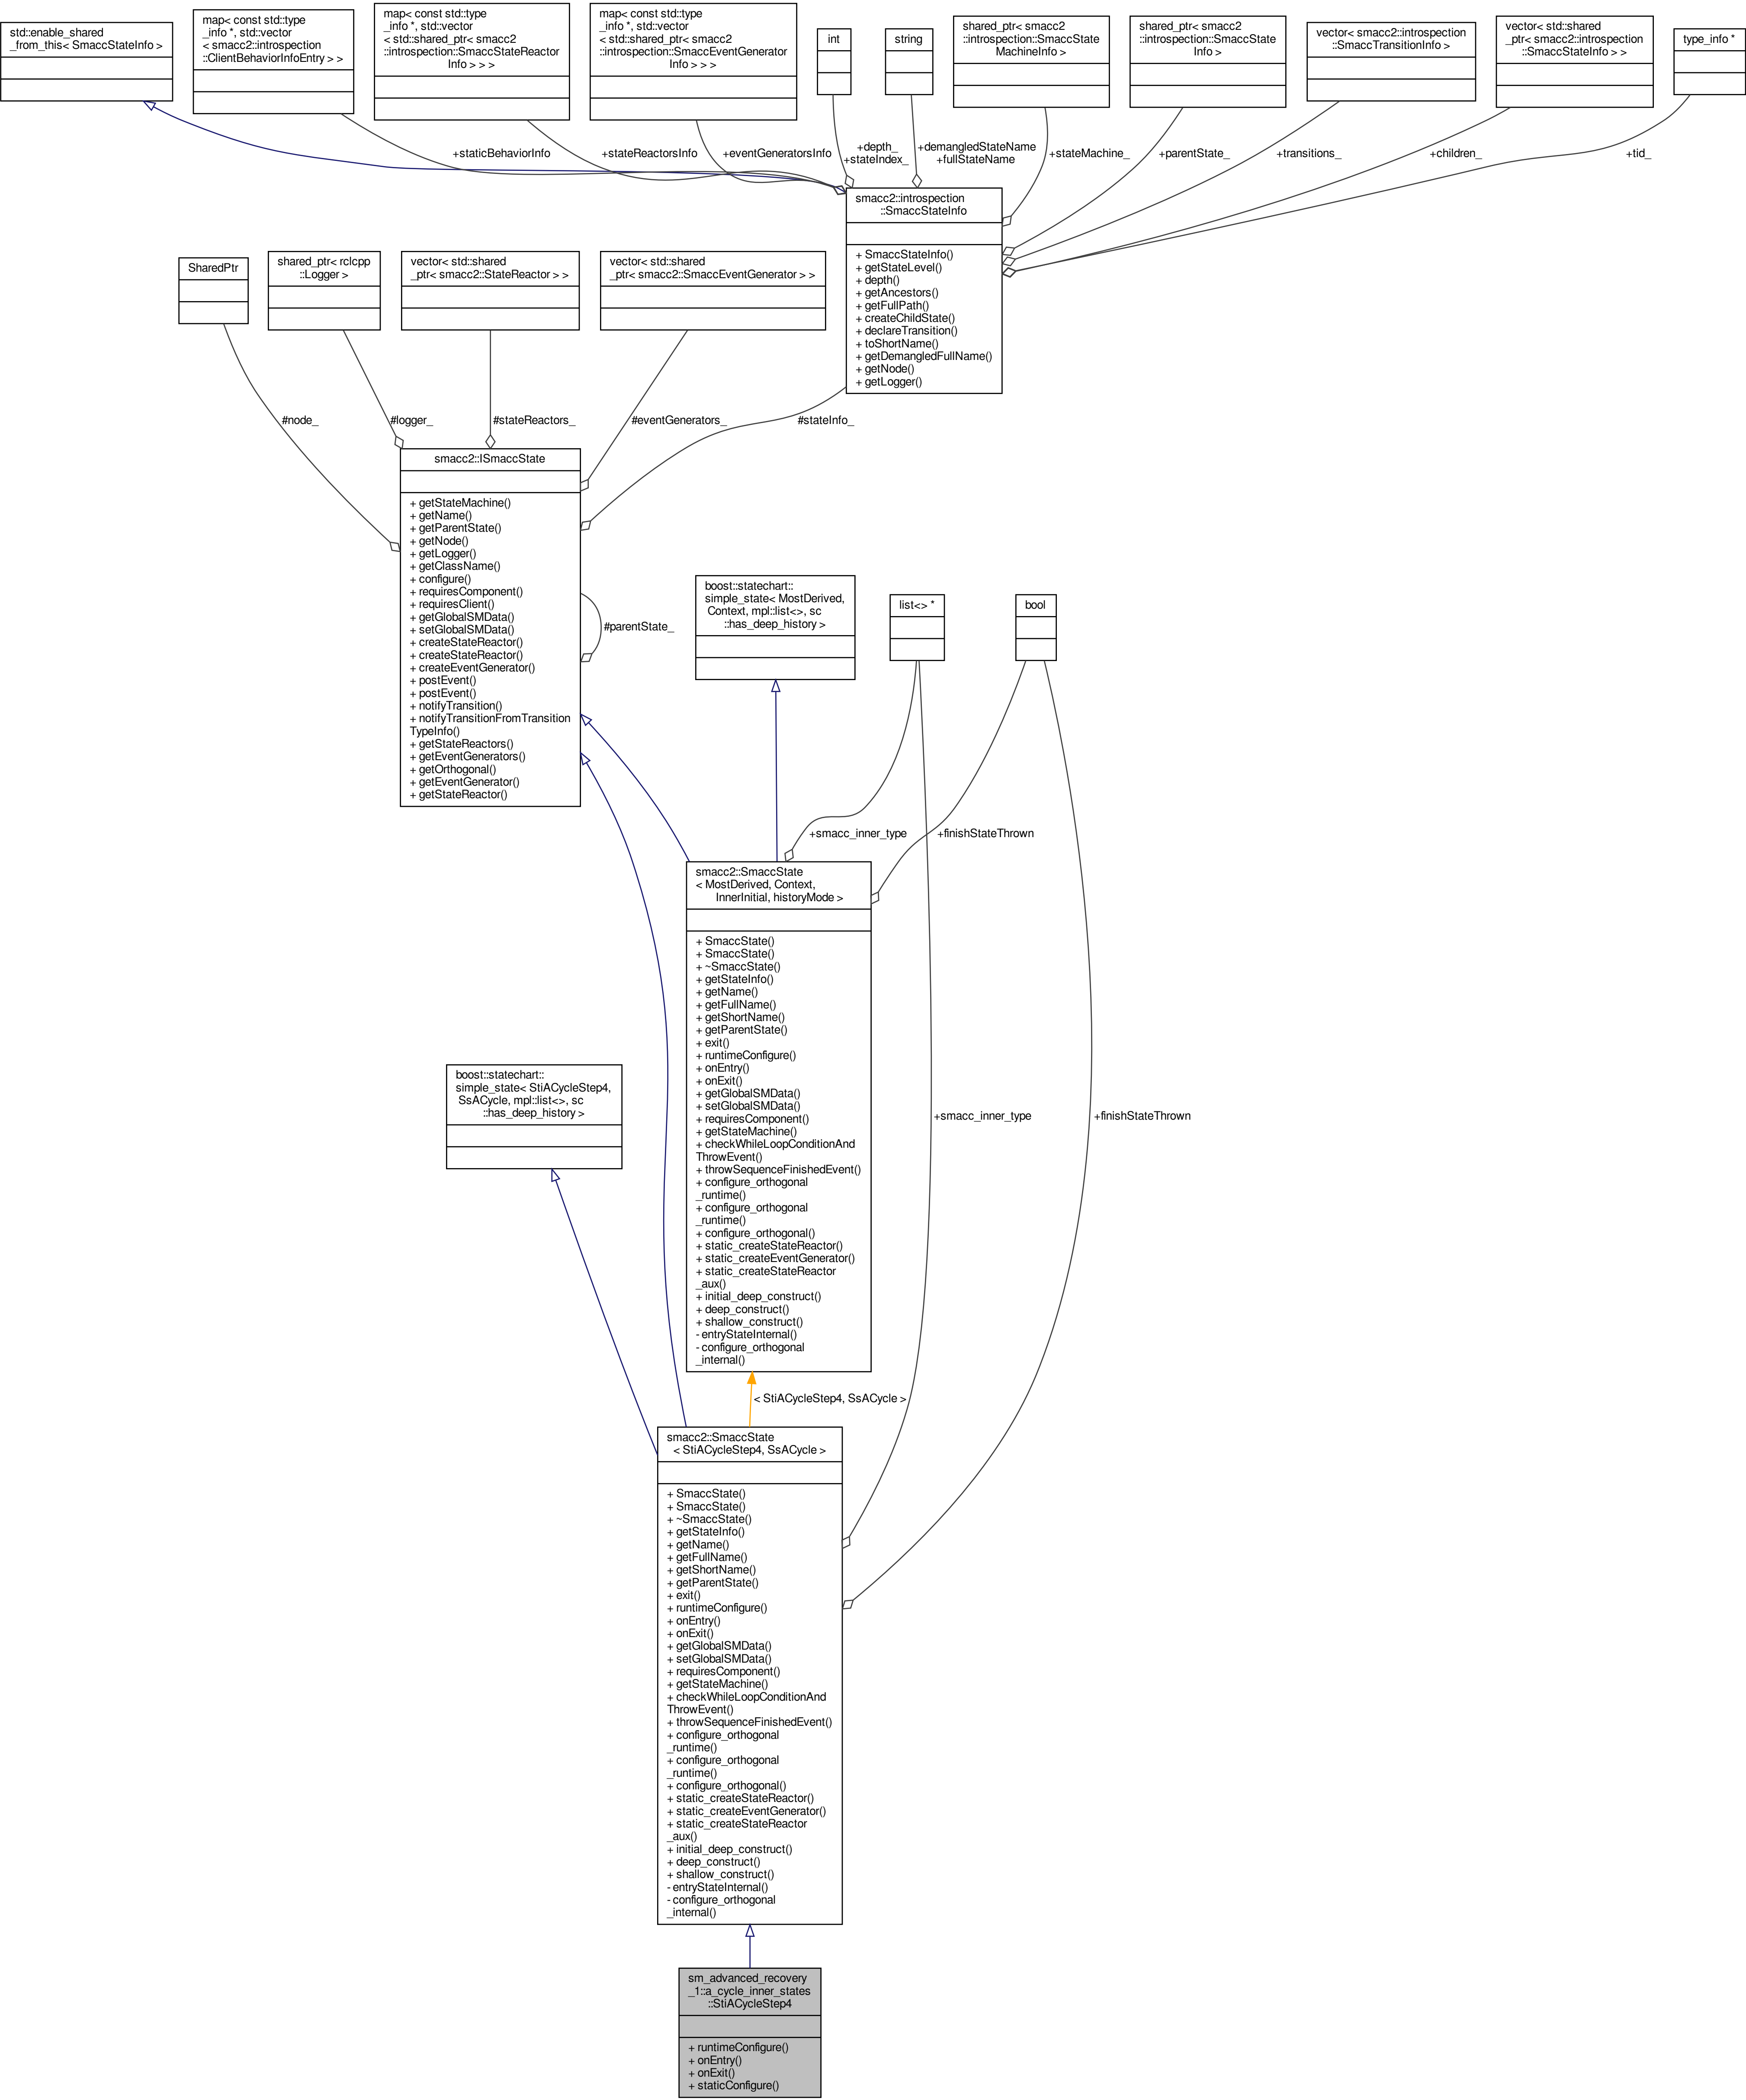 std::enable_shared
_from_this< SmaccStateInfo >
map< const std::type
_info *, std::vector
< smacc2::introspection
::ClientBehaviorInfoEntry > >
map< const std::type
_info *, std::vector
< std::shared_ptr< smacc2
::introspection::SmaccStateReactor
Info > > >
map< const std::type
_info *, std::vector
< std::shared_ptr< smacc2
::introspection::SmaccEventGenerator
Info > > >
int
string
shared_ptr< smacc2
::introspection::SmaccState
MachineInfo >
shared_ptr< smacc2
::introspection::SmaccState
Info >
vector< smacc2::introspection
::SmaccTransitionInfo >
vector< std::shared
_ptr< smacc2::introspection
::SmaccStateInfo > >
type_info *
+staticBehaviorInfo
+stateReactorsInfo
+eventGeneratorsInfo
+depth_
+stateIndex_
+demangledStateName
+fullStateName
+stateMachine_
+parentState_
+transitions_
+children_
+tid_
smacc2::introspection
::SmaccStateInfo
+ SmaccStateInfo()
+ getStateLevel()
+ depth()
+ getAncestors()
+ getFullPath()
+ createChildState()
+ declareTransition()
+ toShortName()
+ getDemangledFullName()
+ getNode()
+ getLogger()
SharedPtr
shared_ptr< rclcpp
::Logger >
vector< std::shared
_ptr< smacc2::StateReactor > >
vector< std::shared
_ptr< smacc2::SmaccEventGenerator > >
#node_
#logger_
#stateReactors_
#eventGenerators_
#stateInfo_
smacc2::ISmaccState
+ getStateMachine()
+ getName()
+ getParentState()
+ getNode()
+ getLogger()
+ getClassName()
+ configure()
+ requiresComponent()
+ requiresClient()
+ getGlobalSMData()
+ setGlobalSMData()
+ createStateReactor()
+ createStateReactor()
+ createEventGenerator()
+ postEvent()
+ postEvent()
+ notifyTransition()
+ notifyTransitionFromTransition
TypeInfo()
+ getStateReactors()
+ getEventGenerators()
+ getOrthogonal()
+ getEventGenerator()
+ getStateReactor()
#parentState_
boost::statechart::
simple_state< MostDerived,
Context, mpl::list<>, sc
::has_deep_history >
list<> *
bool
+smacc_inner_type
+finishStateThrown
smacc2::SmaccState
< MostDerived, Context,
InnerInitial, historyMode >
+ SmaccState()
+ SmaccState()
+ ~SmaccState()
+ getStateInfo()
+ getName()
+ getFullName()
+ getShortName()
+ getParentState()
+ exit()
+ runtimeConfigure()
+ onEntry()
+ onExit()
+ getGlobalSMData()
+ setGlobalSMData()
+ requiresComponent()
+ getStateMachine()
+ checkWhileLoopConditionAnd
ThrowEvent()
+ throwSequenceFinishedEvent()
+ configure_orthogonal
_runtime()
+ configure_orthogonal
_runtime()
+ configure_orthogonal()
+ static_createStateReactor()
+ static_createEventGenerator()
+ static_createStateReactor
_aux()
+ initial_deep_construct()
+ deep_construct()
+ shallow_construct()
- entryStateInternal()
- configure_orthogonal
_internal()
boost::statechart::
simple_state< StiACycleStep4,
SsACycle, mpl::list<>, sc
::has_deep_history >
+smacc_inner_type
+finishStateThrown
< StiACycleStep4, SsACycle >
smacc2::SmaccState
< StiACycleStep4, SsACycle >
+ SmaccState()
+ SmaccState()
+ ~SmaccState()
+ getStateInfo()
+ getName()
+ getFullName()
+ getShortName()
+ getParentState()
+ exit()
+ runtimeConfigure()
+ onEntry()
+ onExit()
+ getGlobalSMData()
+ setGlobalSMData()
+ requiresComponent()
+ getStateMachine()
+ checkWhileLoopConditionAnd
ThrowEvent()
+ throwSequenceFinishedEvent()
+ configure_orthogonal
_runtime()
+ configure_orthogonal
_runtime()
+ configure_orthogonal()
+ static_createStateReactor()
+ static_createEventGenerator()
+ static_createStateReactor
_aux()
+ initial_deep_construct()
+ deep_construct()
+ shallow_construct()
- entryStateInternal()
- configure_orthogonal
_internal()
sm_advanced_recovery
_1::a_cycle_inner_states
::StiACycleStep4
+ runtimeConfigure()
+ onEntry()
+ onExit()
+ staticConfigure()